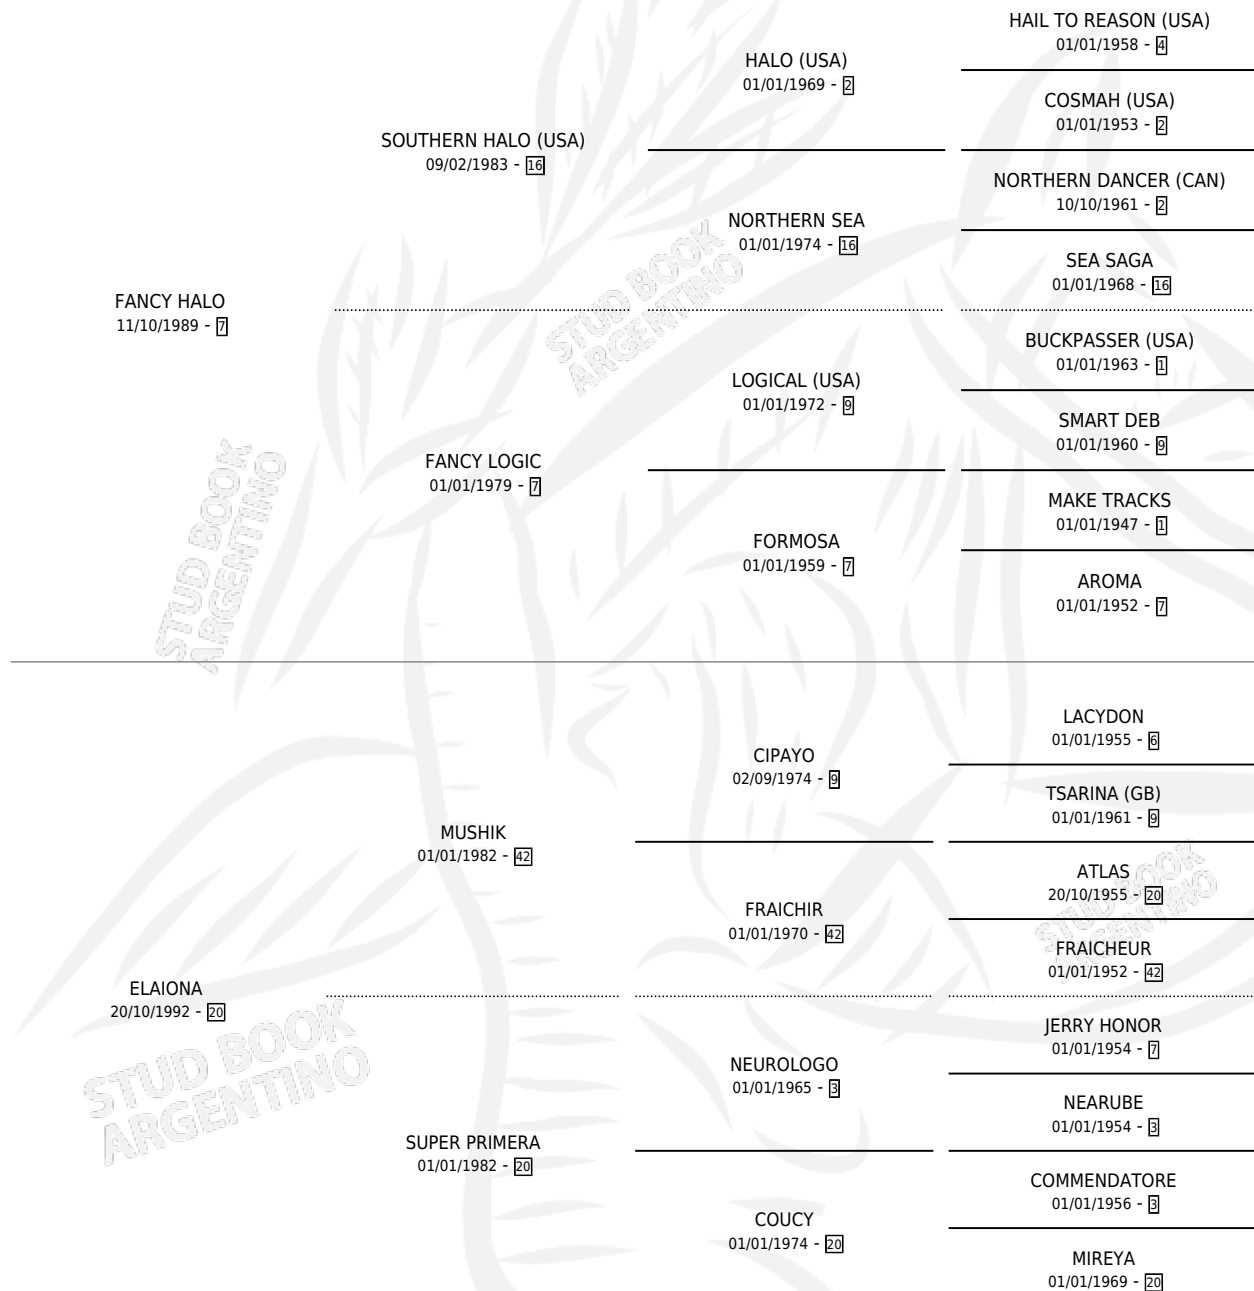 HAIL TO REASON (USA)
01/01/1958 - 4
HALO (USA)
01/01/1969 - 2
COSMAH (USA)
01/01/1953 - 2
SOUTHERN HALO (USA)
09/02/1983 - 16
NORTHERN DANCER (CAN)
10/10/1961 - 2
NORTHERN SEA
01/01/1974 - 16
SEA SAGA
01/01/1968 - 16
FANCY HALO
11/10/1989 - 7
STUD BOOK
ARGENTINO
BUCKPASSER (USA)
01/01/1963 - 1
LOGICAL (USA)
01/01/1972 - 9
SMART DEB
01/01/1960 - 9
FANCY LOGIC
01/01/1979 - 7
MAKE TRACKS
01/01/1947 - 1
FORMOSA
01/01/1959 - 7
AROMA
01/01/1952 - 7
STUD BOOK
ARGENTINO
LACYDON
01/01/1955 - 6
CIPAYO
02/09/1974 - 9
TSARINA (GB)
01/01/1961 - 9
MUSHIK
01/01/1982 - 42
ATLAS
20/10/1955 - 20
FRAICHIR
01/01/1970 - 42
FRAICHEUR
01/01/1952 - 42
STUD BOOK
ARGENTINO
ELAIONA
20/10/1992 - 20
JERRY HONOR
01/01/1954 - 7
NEUROLOGO
01/01/1965 - 3
NEARUBE
01/01/1954 - 3
STUD BOOK
ARGENTINO
SUPER PRIMERA
01/01/1982 - 20
COMMENDATORE
01/01/1956 - 3
COUCY
01/01/1974 - 20
MIREYA
01/01/1969 - 20